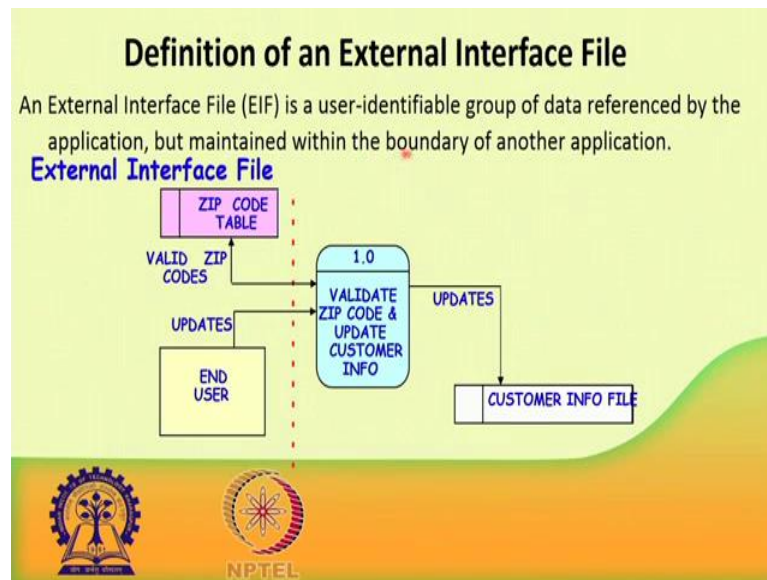 Definition of an External Interface File
An External Interface File (EIF) is a user-identifiable group of data referenced by the
application, but maintained within the boundary of another application.
External Interface File
ZIP CODE
TABLE
VALID ZIP
CODES
1.0
VALIDATE
ZIP CODE &
UPDATE
CUSTOMER
INFO
UPDATES
UPDATES
END
USER
CUSTOMER INFO FILE
NPTEL